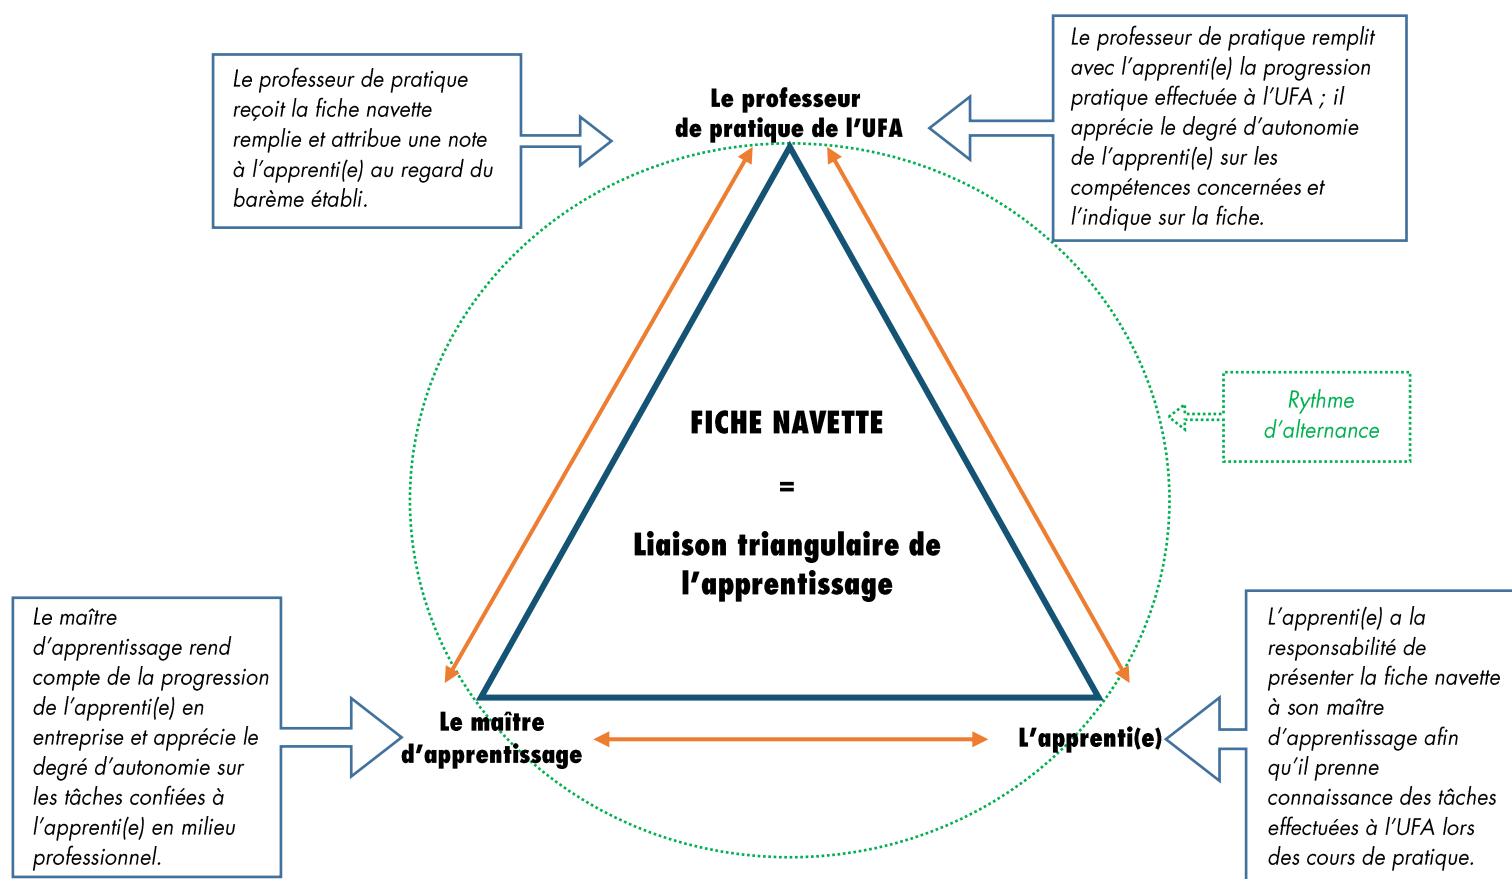 Le professeur de pratique
reçoit la fiche navette
remplie et attribue une note
à l'apprenti(e) au regard du
barème établi.
Le professeur
de pratique de l'UFA
Le professeur de pratique remplit
avec l'apprenti(e) la progression
pratique effectuée à l'UFA ; il
apprécie le degré d'autonomie
de l'apprenti(e) sur les
compétences concernées et
l'indique sur la fiche.
FICHE NAVETTE
=
Liaison triangulaire de
l'apprentissage
Rythme
d'alternance
Le maître
d'apprentissage rend
compte de la progression
de l'apprenti(e) en
entreprise et apprécie le
degré d'autonomie sur
les tâches confiées à
l'apprenti(e) en milieu
professionnel.
Le maître
d'apprentissage
L'apprenti(e)
L'apprenti(e) a la
responsabilité de
présenter la fiche navette
à son maître
d'apprentissage afin
qu'il prenne
connaissance des tâches
effectuées à l'UFA lors
des cours de pratique.